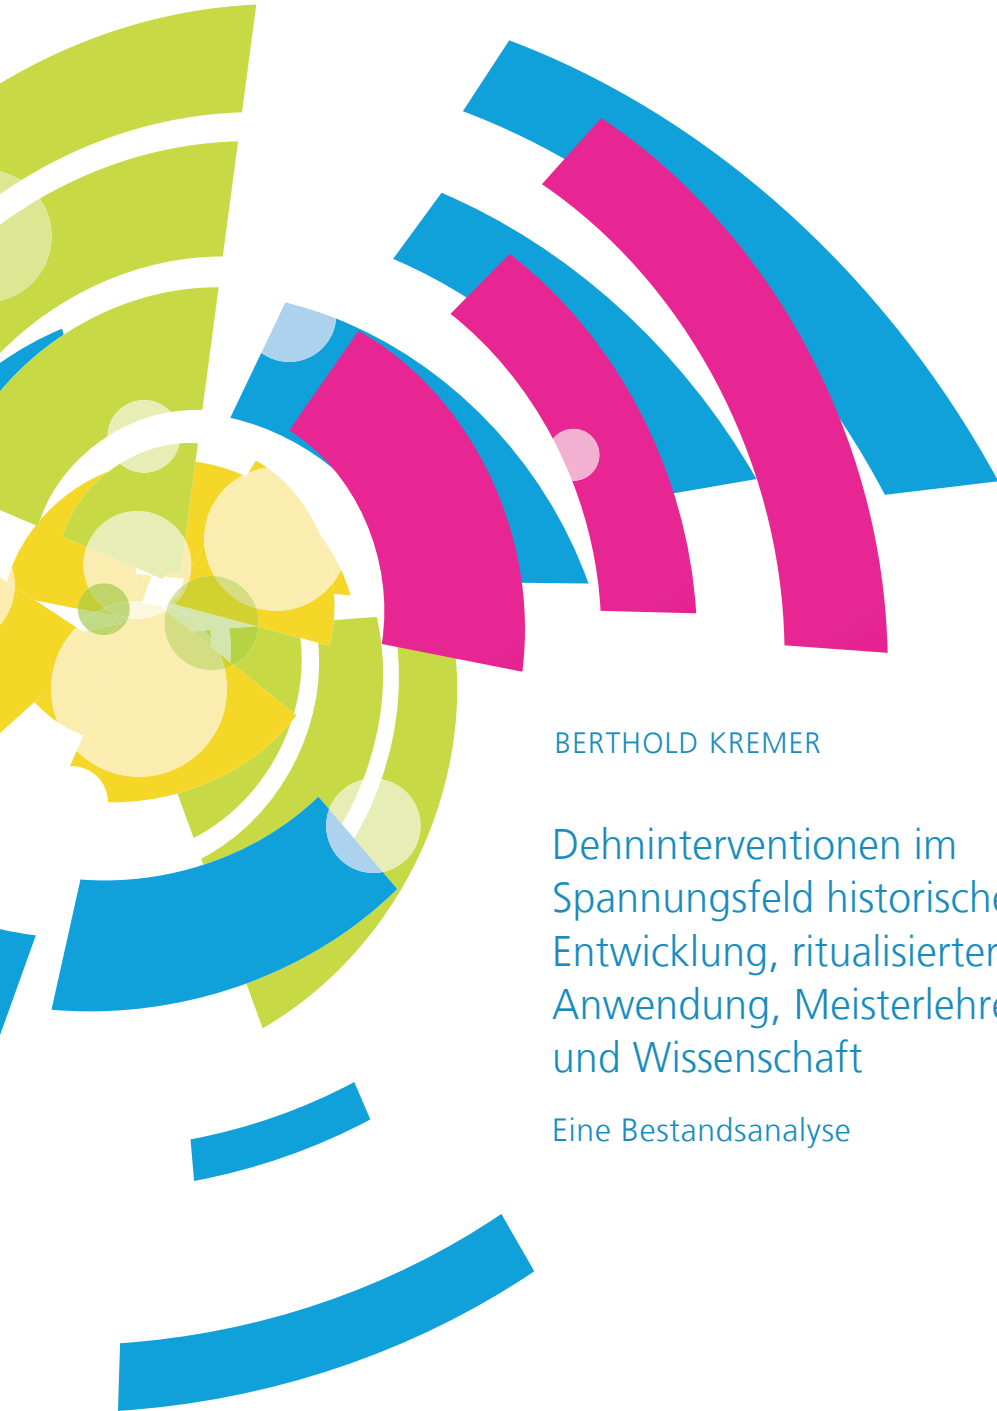 BERTHOLD KREMER
Dehninterventionen im
Spannungsfeld historische
Entwicklung, ritualisierter
Anwendung, Meisterlehre
und Wissenschaft
Eine Bestandsanalyse